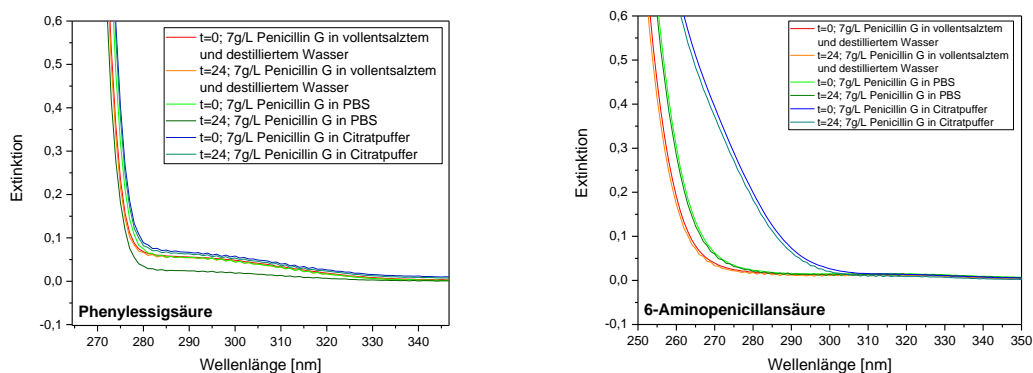 0,6
0,5
0,4
0,3
0,2
0,1
0,0
-0,1
Extinktion
t=0; 7g/L Penicillin G in vollentsalztem
und destilliertem Wasser
t=24; 7g/L Penicillin G in vollentsalztem
und destilliertem Wasser
t=0; 7g/L Penicillin G in PBS
t=24; 7g/L Penicillin G in PBS
t=0; 7g/L Penicillin G in Citratpuffer
t=24; 7g/L Penicillin G in Citratpuffer
Phenylessigsäure
270 280 290 300 310 320 330 340
Wellenlänge [nm]
0,6
0,5
0,4
0,3
0,2
0,1
0,0
-0,1
Extinktion
t=0; 7g/L Penicillin G in vollentsalztem
und destilliertem Wasser
t=24; 7g/L Penicillin G in vollentsalztem
und destilliertem Wasser
t=0; 7g/L Penicillin G in PBS
t=24; 7g/L Penicillin G in PBS
t=0; 7g/L Penicillin G in Citratpuffer
t=24; 7g/L Penicillin G in Citratpuffer
6-Aminopenicillansäure
250 260 270 280 290 300 310 320 330 340 350
Wellenlänge [nm]